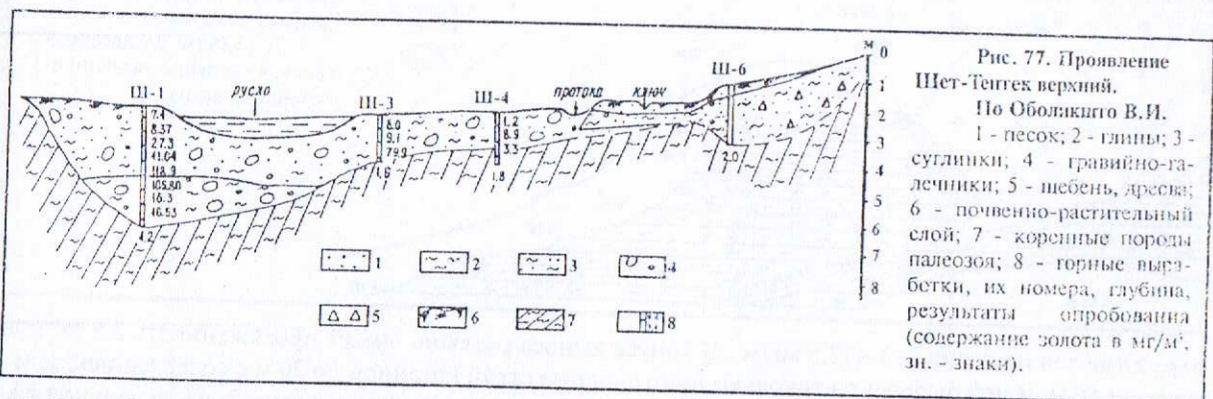 Рис. 77. Проявление
Шет-Тентек верхний.
По Оболикшто В.И.
1 - песок; 2 - глины; 3 -
суглинки; 4 - гравийно-га-
лечники; 5 - щебень, дресва;
6 - почвенно-растительный
слой; 7 - коренные породы
палеозоя; 8 - горные выра-
ботки, их номера, глубина,
результаты опробования
(содержание золота в мг/м³,
зн. - знаки).
Ш-1
русло
Ш-3
Ш-4
протока
ключ
Ш-6
м
0
1
2
3
4
5
6
7
8
7.4
8.37
27.3
41.64
118.9
105.80
16.3
16.53
4.2
8.0
9.1
79.9
1.6
1.2
8.9
3.3
1.8
2.0
1
2
3
4
5
6
7
8